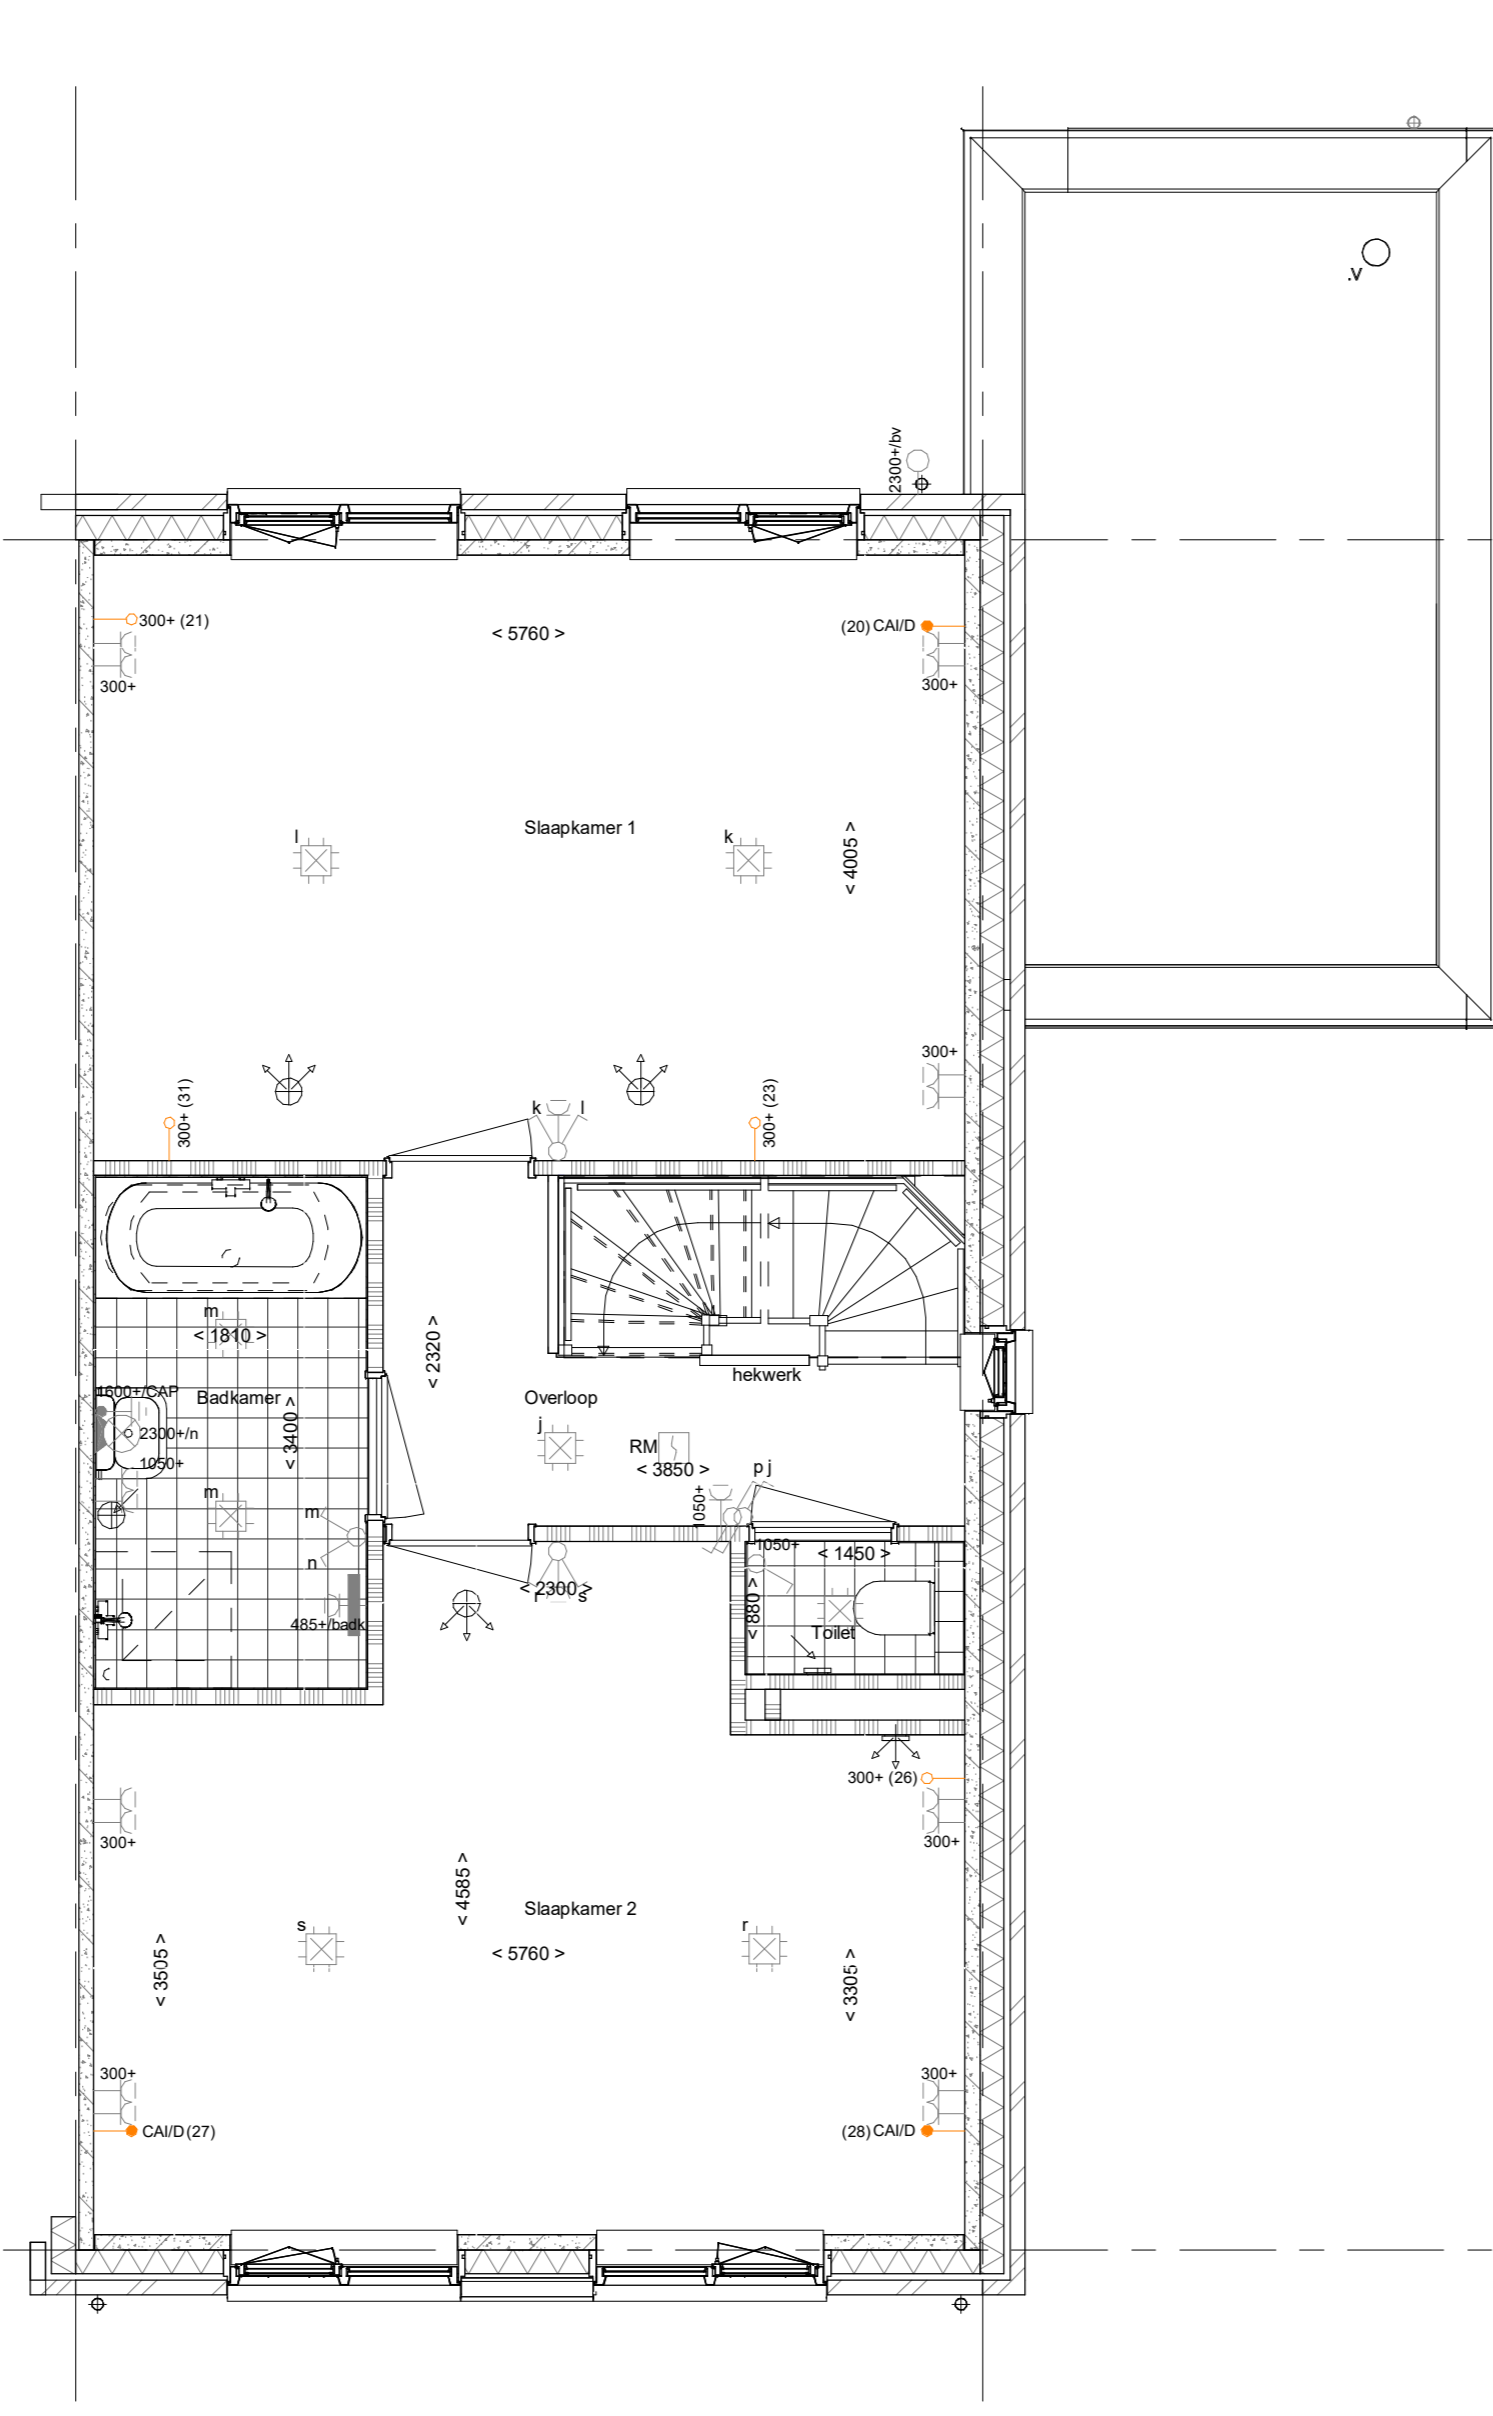 .V
2300+/bv
300+ (21)
< 5760 >
(20) CAI/D
300+
300+
l
Slaapkamer 1
k
< 4005 >
300+
300+ (31)
k
l
300+ (23)
m
< 1810 >
< 2320 >
hekwerk
1600+/CAP
Badkamer
< 3400 >
Overloop
2300+/n
j
RM
1050+
< 3850 >
p j
m
m
1050+
n
1050+
< 1450 >
< 2300 >
r
s
< 880 >
485+/badk
Toilet
300+ (26)
300+
300+
< 4585 >
Slaapkamer 2
s
r
< 5760 >
< 3505 >
< 3305 >
300+
300+
CAI/D (27)
(28) CAI/D